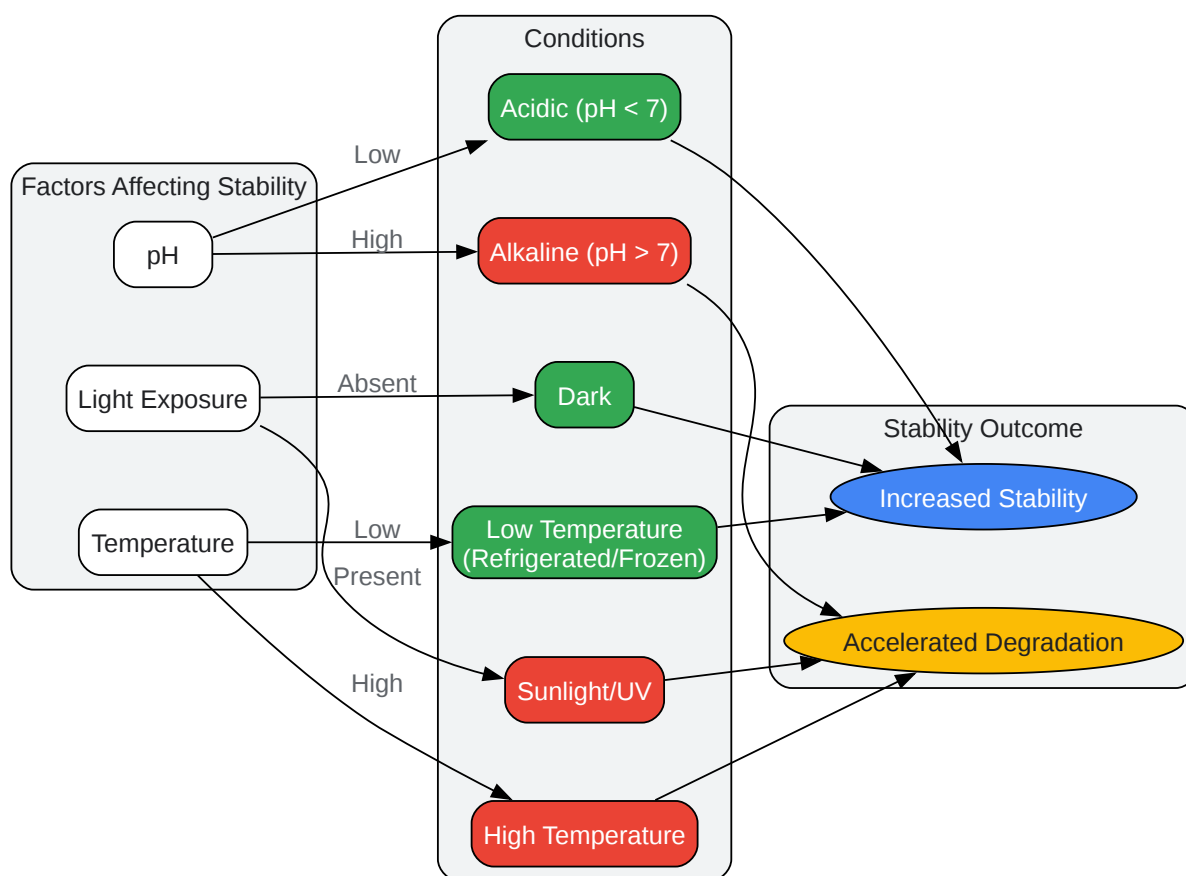 Conditions
Acidic (pH < 7)
Low
Factors Affecting Stability
pH
High
Alkaline (pH > 7)
Light Exposure
Absent
Dark
Stability Outcome
Increased Stability
Temperature
Low
Low Temperature
(Refrigerated/Frozen)
Present
Accelerated Degradation
High
Sunlight/UV
High Temperature